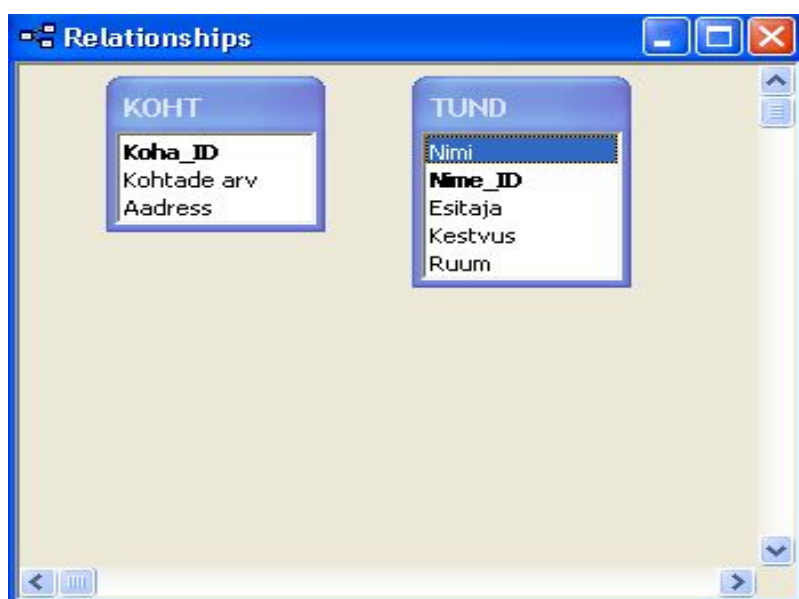 Relationships
KOHT
Koha_ID
Kohtade arv
Aadress
TUND
Nimi
Nime_ID
Esitaja
Kestvus
Ruum